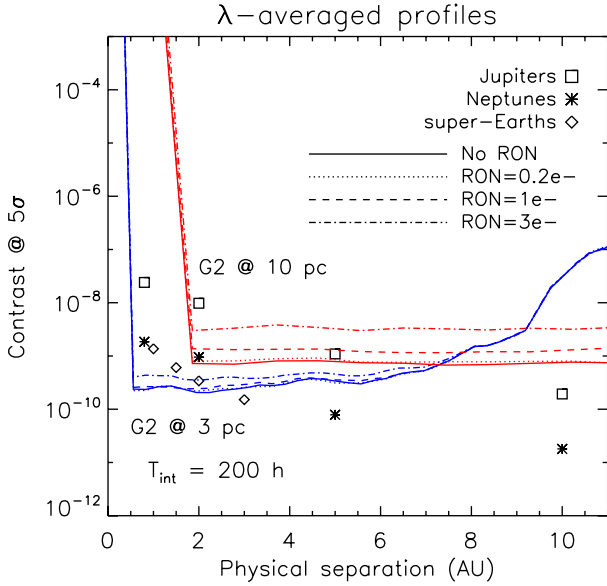 λ-averaged profiles
Contrast @ 5σ
10⁻⁴
10⁻⁶
10⁻⁸
10⁻¹⁰
10⁻¹²
Jupiters
Neptunes
super-Earths
No RON
RON=0.2e-
RON=1e-
RON=3e-
G2 @ 10 pc
G2 @ 3 pc
T_int = 200 h
0 2 4 6 8 10
Physical separation (AU)